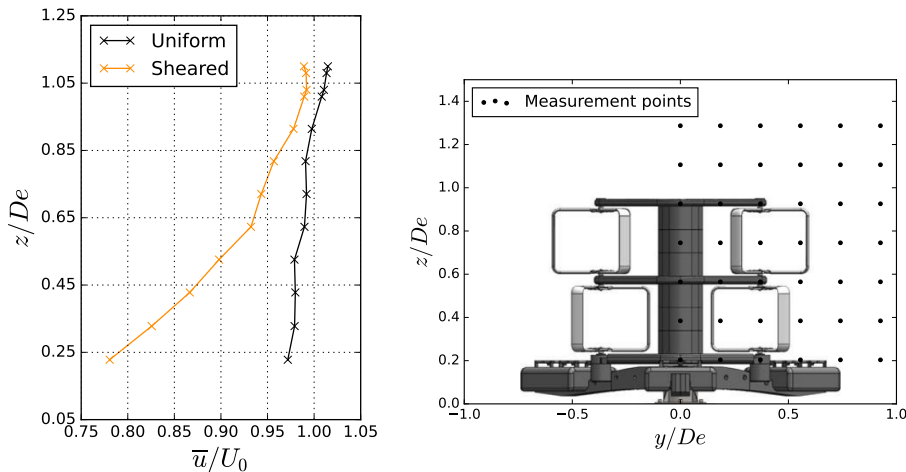 1.25
1.05
0.85
0.65
0.45
0.25
0.05
z/De
Uniform
Sheared
0.75 0.80 0.85 0.90 0.95 1.00 1.05
u̅/U₀
1.4
1.2
1.0
0.8
0.6
0.4
0.2
0.0
z/De
Measurement points
−1.0 −0.5 0.0 0.5 1.0
y/De